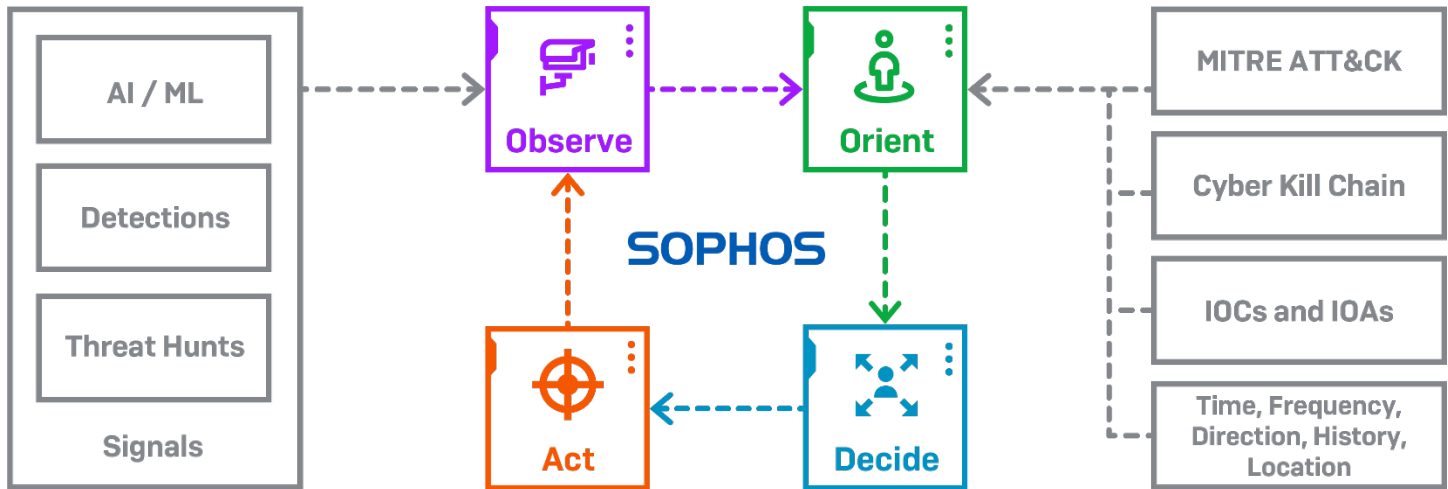 AI / ML
Detections
Threat Hunts
Signals
Observe
Orient
SOPHOS
Act
Decide
MITRE ATT&CK
Cyber Kill Chain
IOCs and IOAs
Time, Frequency,
Direction, History,
Location